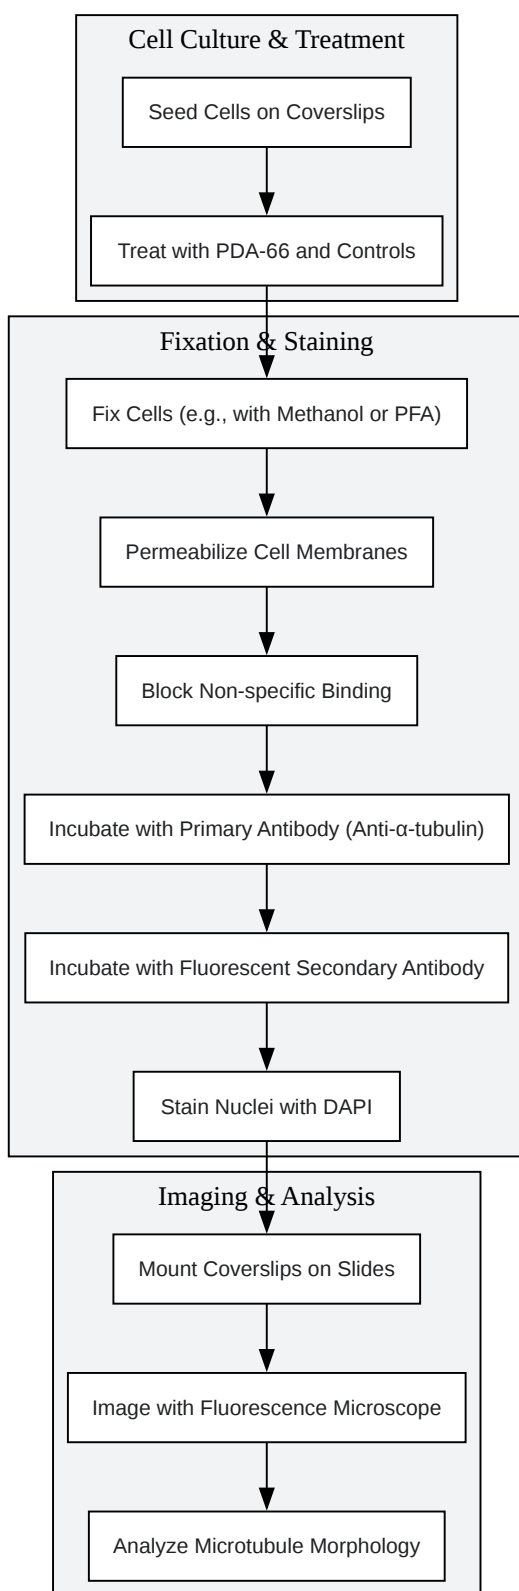 Cell Culture & Treatment
Seed Cells on Coverslips
Treat with PDA-66 and Controls
Fixation & Staining
Fix Cells (e.g., with Methanol or PFA)
Permeabilize Cell Membranes
Block Non-specific Binding
Incubate with Primary Antibody (Anti-α-tubulin)
Incubate with Fluorescent Secondary Antibody
Stain Nuclei with DAPI
Imaging & Analysis
Mount Coverslips on Slides
Image with Fluorescence Microscope
Analyze Microtubule Morphology